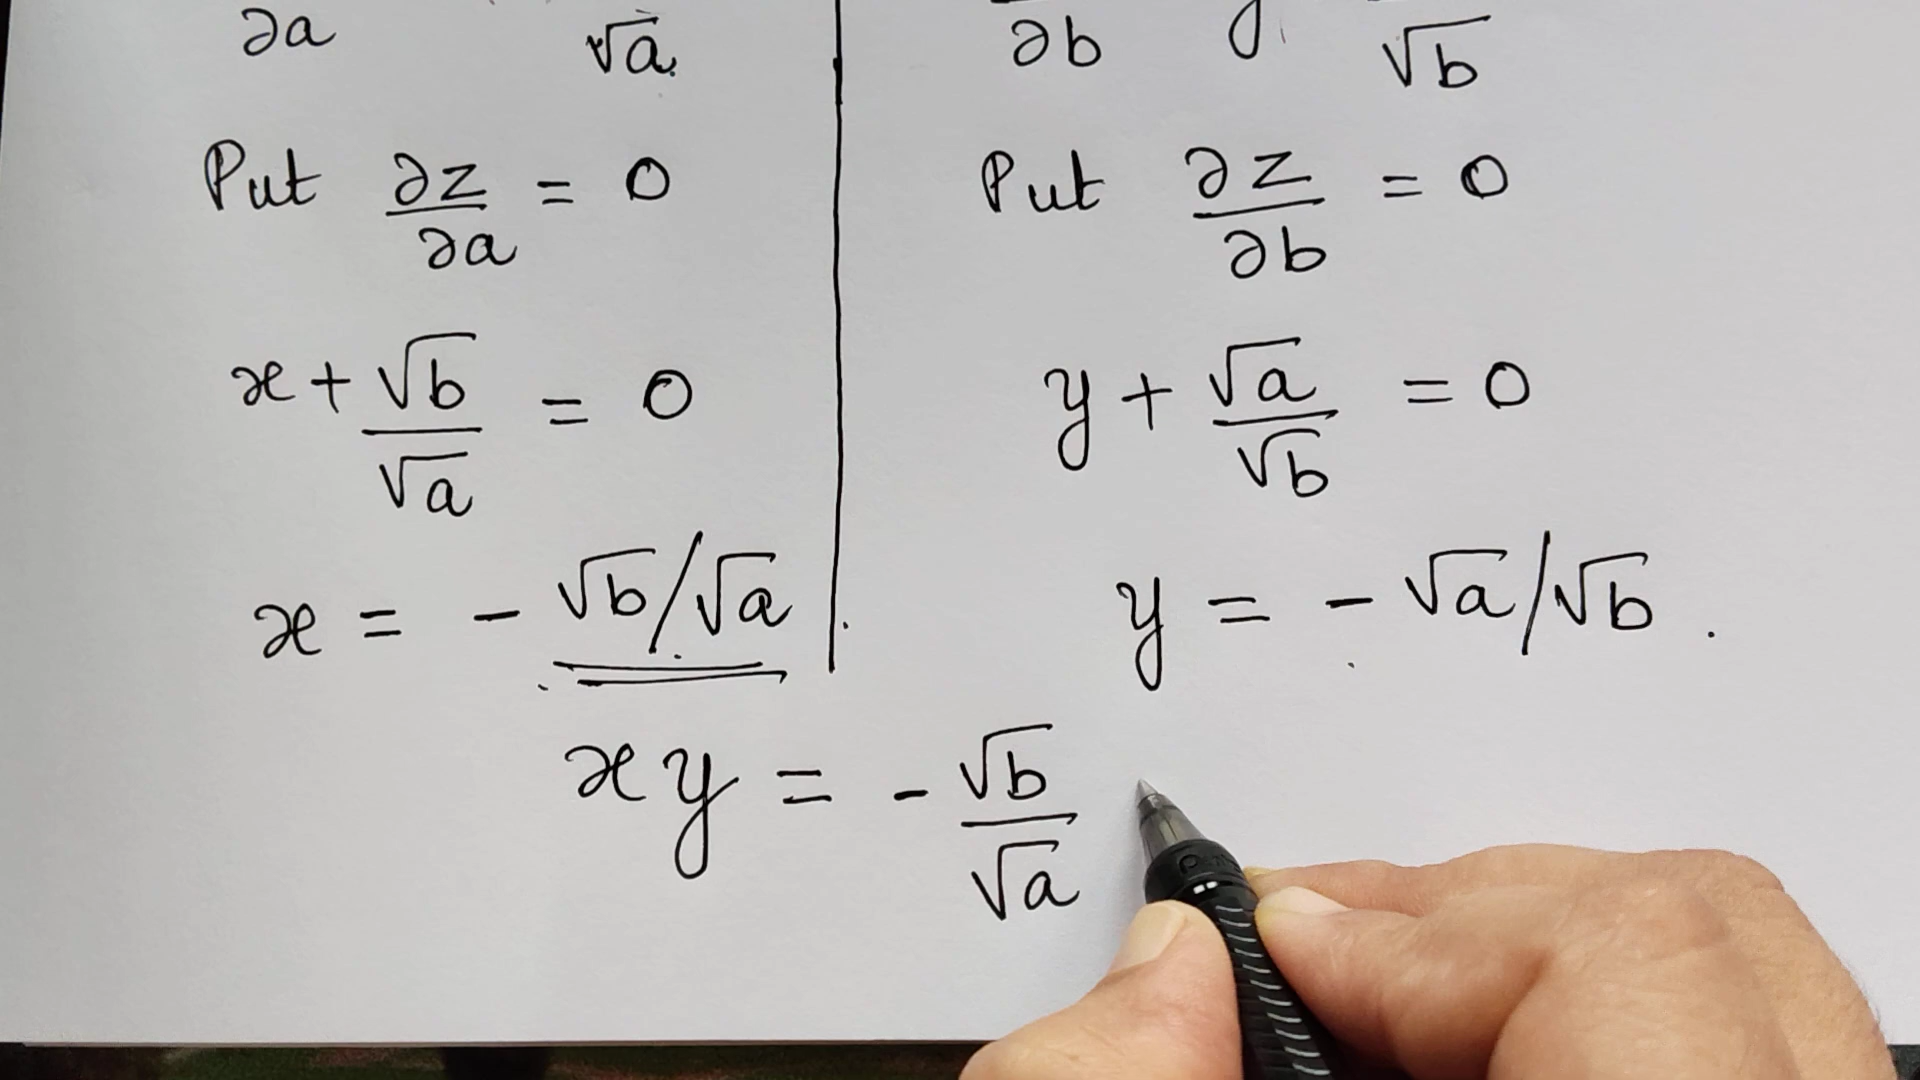 ∂a √a
∂b √b
Put ∂z/∂a = 0
Put ∂z/∂b = 0
x + √b/√a = 0
y + √a/√b = 0
x = - √b/√a
y = - √a/√b .
xy = - √b/√a